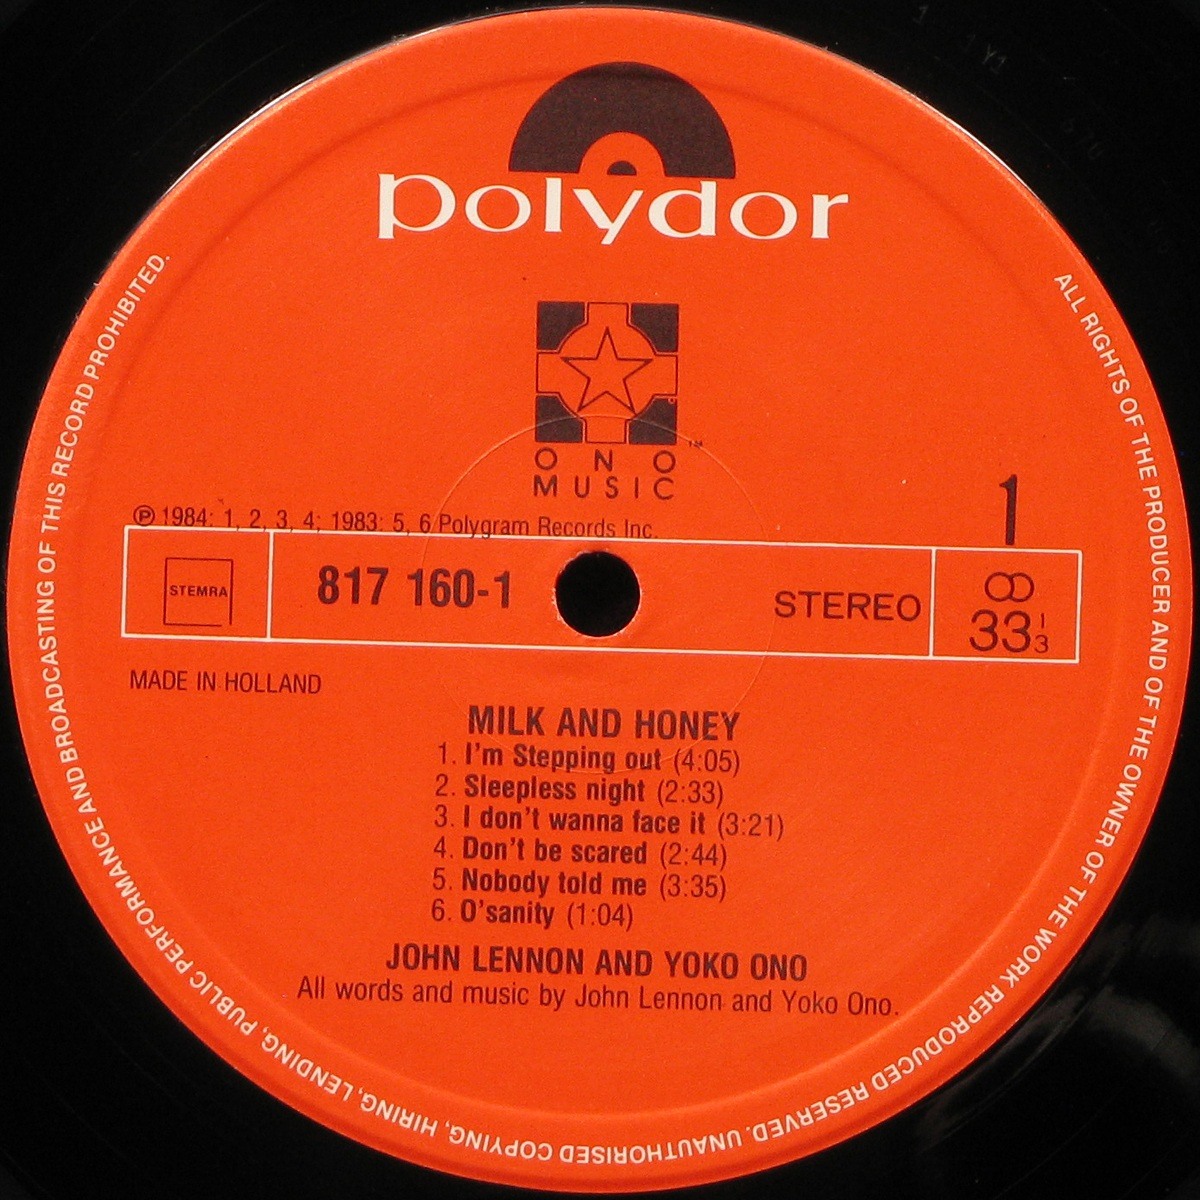 polydor
ONO
MUSIC
™
1
℗ 1984: 1, 2, 3, 4; 1983: 5, 6 Polygram Records Inc.
STEMRA
817 160-1
STEREO
33 1/3
MADE IN HOLLAND
MILK AND HONEY
1. I'm Stepping out (4:05)
2. Sleepless night (2:33)
3. I don't wanna face it (3:21)
4. Don't be scared (2:44)
5. Nobody told me (3:35)
6. O'sanity (1:04)
JOHN LENNON AND YOKO ONO
All words and music by John Lennon and Yoko Ono.
ALL RIGHTS OF THE PRODUCER AND OF THE OWNER OF THE WORK REPRODUCED RESERVED. UNAUTHORISED COPYING, HIRING, LENDING, PUBLIC PERFORMANCE AND BROADCASTING OF THIS RECORD PROHIBITED.